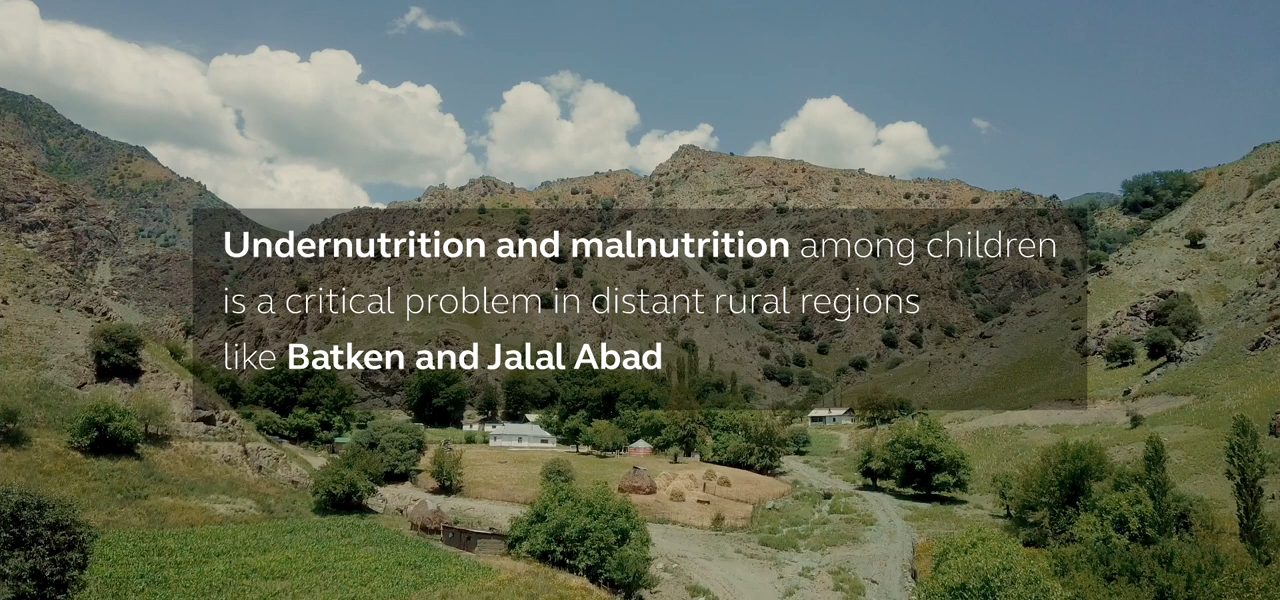 Undernutrition and malnutrition among children
is a critical problem in distant rural regions
like Batken and Jalal Abad